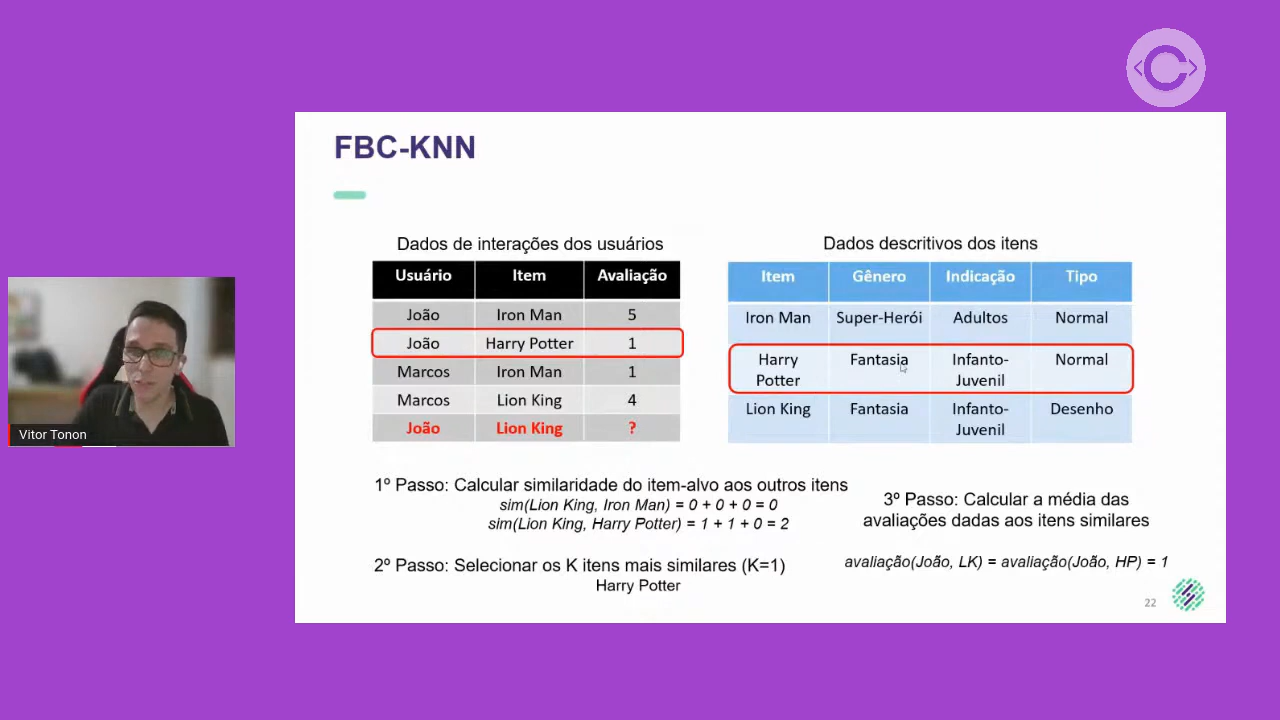 FBC-KNN
Dados de interações dos usuários
Usuário Item Avaliação
João Iron Man 5
João Harry Potter 1
Marcos Iron Man 1
Marcos Lion King 4
João Lion King ?
Dados descritivos dos itens
Item Gênero Indicação Tipo
Iron Man Super-Herói Adultos Normal
Harry Fantasia Infanto- Normal
Potter Juvenil
Lion King Fantasia Infanto- Desenho
Juvenil
1º Passo: Calcular similaridade do item-alvo aos outros itens
sim(Lion King, Iron Man) = 0 + 0 + 0 = 0
sim(Lion King, Harry Potter) = 1 + 1 + 0 = 2
2º Passo: Selecionar os K itens mais similares (K=1)
Harry Potter
3º Passo: Calcular a média das
avaliações dadas aos itens similares
avaliação(João, LK) = avaliação(João, HP) = 1
22
Vitor Tonon